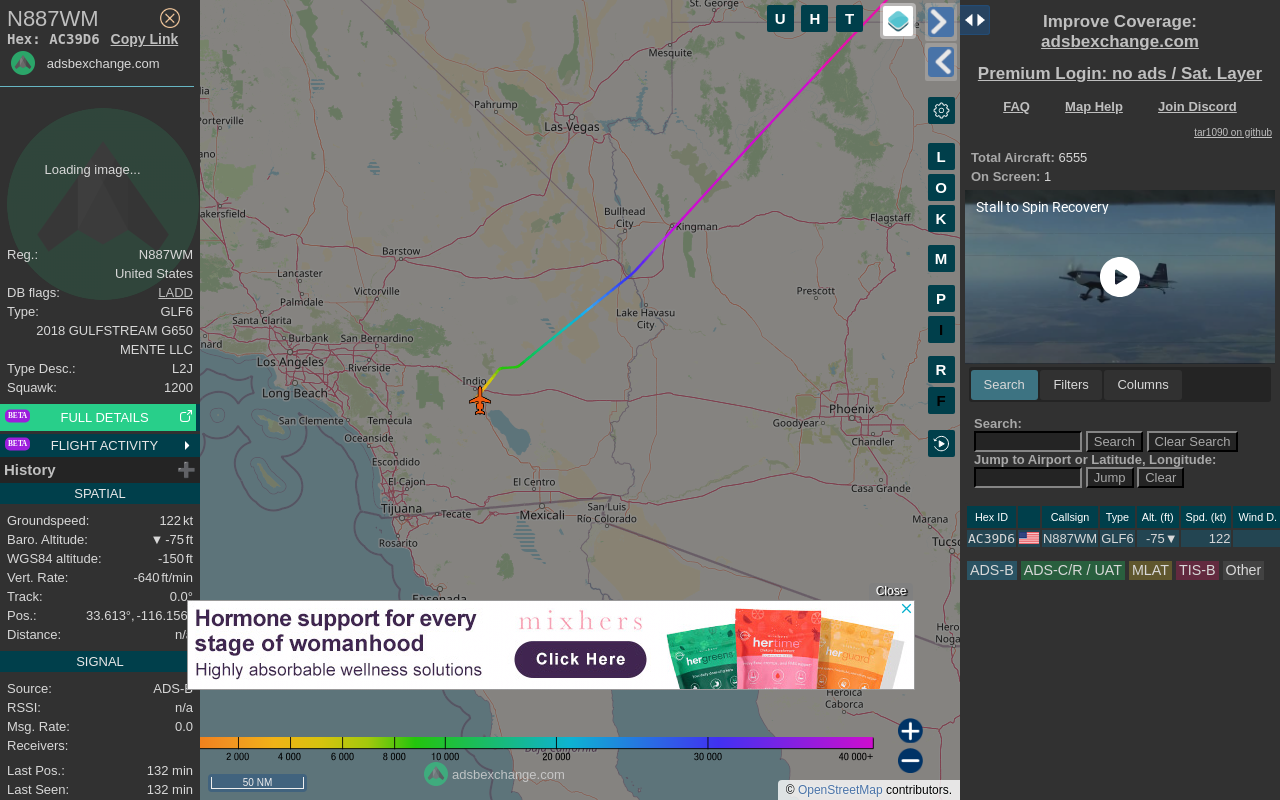 N887WM
Hex: AC39D6 Copy Link
adsbexchange.com
Loading image...
Reg.: N887WM
United States
DB flags: LADD
Type: GLF6
2018 GULFSTREAM G650
MENTE LLC
Type Desc.: L2J
Squawk: 1200
BETA FULL DETAILS
BETA FLIGHT ACTIVITY
History
SPATIAL
Groundspeed: 122 kt
Baro. Altitude: ▼ -75 ft
WGS84 altitude: -150 ft
Vert. Rate: -640 ft/min
Track: 0.0°
Pos.: 33.613°, -116.156
Distance: n/a
SIGNAL
Source: ADS-B
RSSI: n/a
Msg. Rate: 0.0
Receivers:
Last Pos.: 132 min
Last Seen: 132 min
U H T
St. George
Mesquite
Pahrump
Las Vegas
Porterville
Bullhead
City
Kingman
Flagstaff
akersfield
Barstow
Lancaster
Victorville
Palmdale
Prescott
Lake Havasu
City
Santa Clarita
Burbank
San Bernardino
nard
Los Angeles
Riverside
Indio
Long Beach
Temecula
Phoenix
Goodyear
Chandler
Oceanside
Escondido
El Cajon
El Centro
Casa Grande
Tijuana
Tecate
Mexicali
San Luis
Río Colorado
Marana
Rosarito
Tucso
Ensenada
Hero
Noga
Heroica
Caborca
Baja California
L
O
K
M
P
I
R
F
Close
Hormone support for every
stage of womanhood
Highly absorbable wellness solutions
mixhers
Click Here
hergreens
hertime
herguard
2 000 4 000 6 000 8 000 10 000 20 000 30 000 40 000+
adsbexchange.com
50 NM
© OpenStreetMap contributors.
Improve Coverage:
adsbexchange.com
Premium Login: no ads / Sat. Layer
FAQ Map Help Join Discord
tar1090 on github
Total Aircraft: 6555
On Screen: 1
Stall to Spin Recovery
Search Filters Columns
Search:
Search Clear Search
Jump to Airport or Latitude, Longitude:
Jump Clear
Hex ID Callsign Type Alt. (ft) Spd. (kt) Wind D.
AC39D6 N887WM GLF6 -75▼ 122
ADS-B ADS-C/R / UAT MLAT TIS-B Other